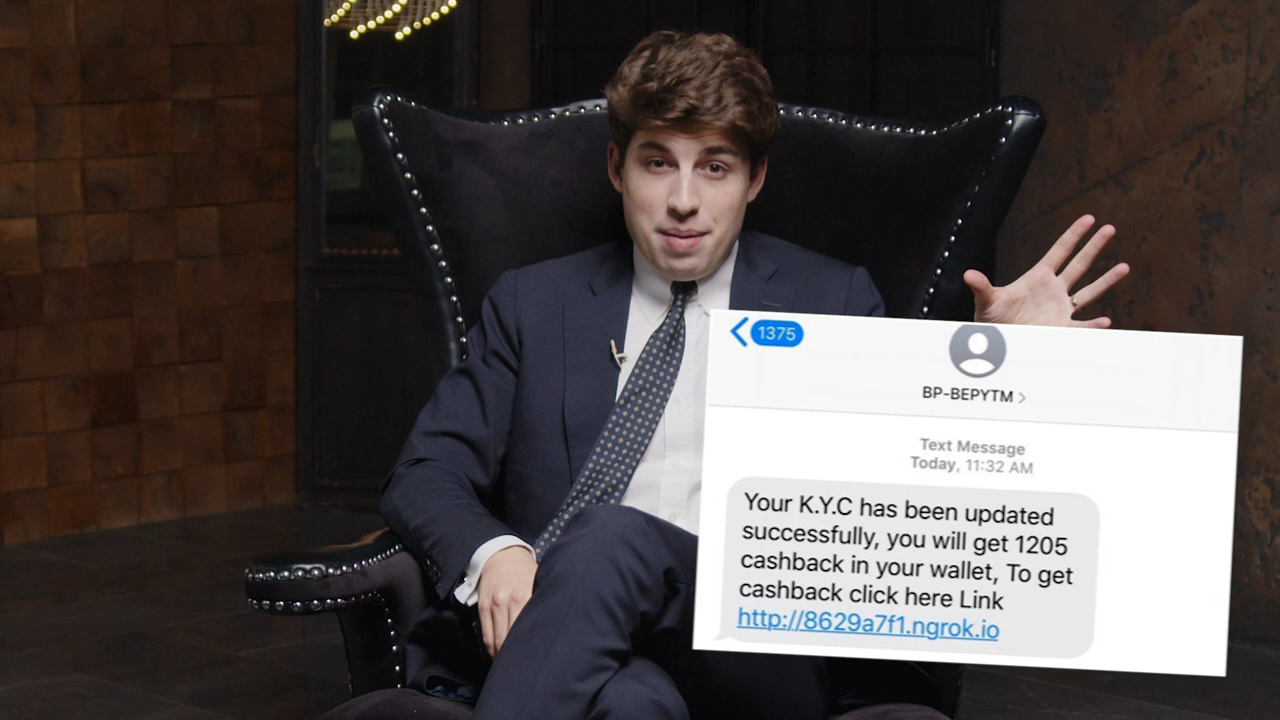 1375
BP-BEPYTM
Text Message
Today, 11:32 AM
Your K.Y.C has been updated
successfully, you will get 1205
cashback in your wallet, To get
cashback click here Link
http://8629a7f1.ngrok.io